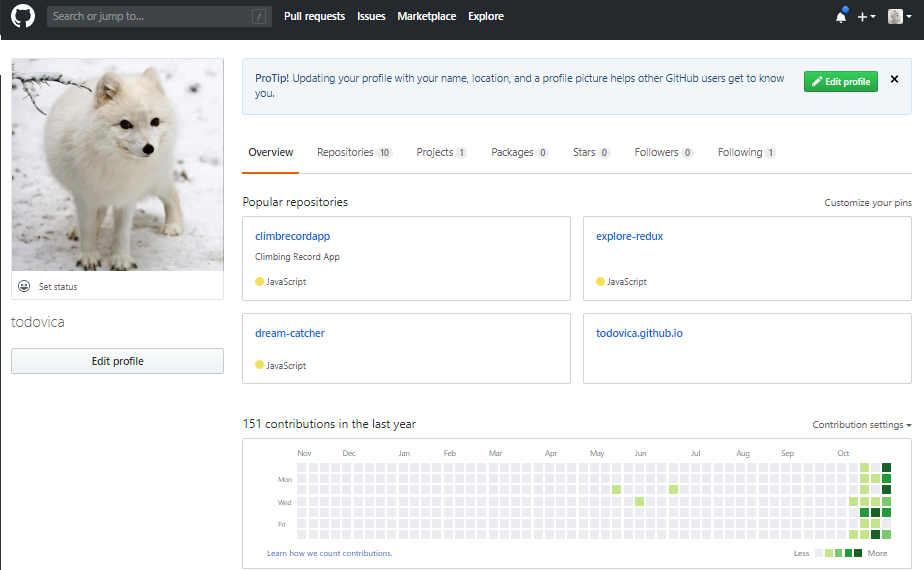 Search or jump to... /
Pull requests Issues Marketplace Explore
ProTip! Updating your profile with your name, location, and a profile picture helps other GitHub users get to know
you.
Edit profile
Overview Repositories 10 Projects 1 Packages 0 Stars 0 Followers 0 Following 1
Popular repositories
Customize your pins
climbrecordapp
Climbing Record App
JavaScript
explore-redux
JavaScript
dream-catcher
JavaScript
todovica.github.io
Set status
todovica
Edit profile
151 contributions in the last year
Contribution settings
Nov Dec Jan Feb Mar Apr May Jun Jul Aug Sep Oct
Mon
Wed
Fri
Learn how we count contributions.
Less More